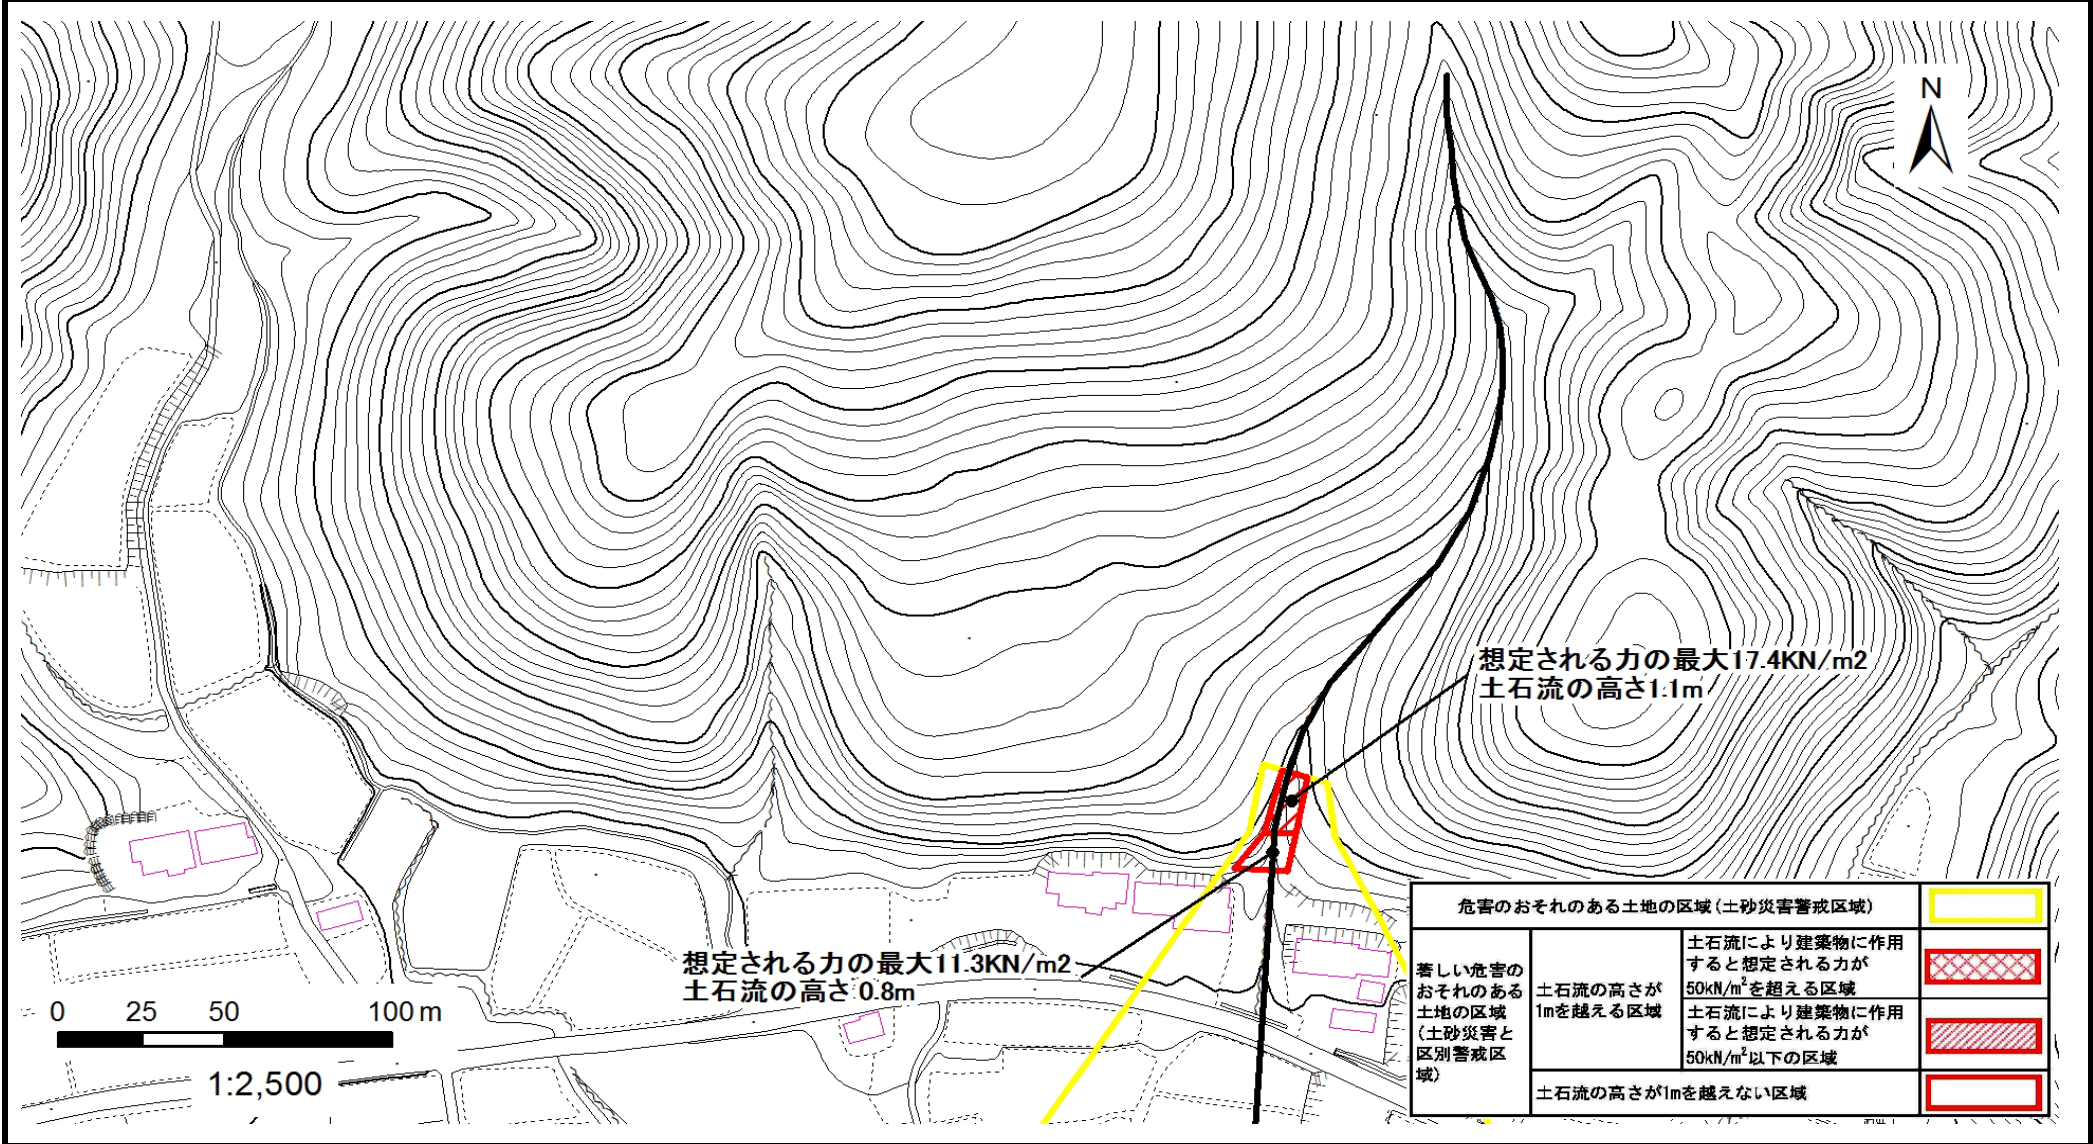 N
想定される力の最大17.4KN/m2
土石流の高さ1.1m
想定される力の最大11.3KN/m2
土石流の高さ0.8m
0 25 50 100 m
1:2,500
危害のおそれのある土地の区域(土砂災害警戒区域)
著しい危害の
おそれのある
土地の区域
(土砂災害と
区別警戒区
域)
土石流の高さが
1mを越える区域
土石流により建築物に作用
すると想定される力が
50kN/m²を超える区域
土石流により建築物に作用
すると想定される力が
50kN/m²以下の区域
土石流の高さが1mを越えない区域